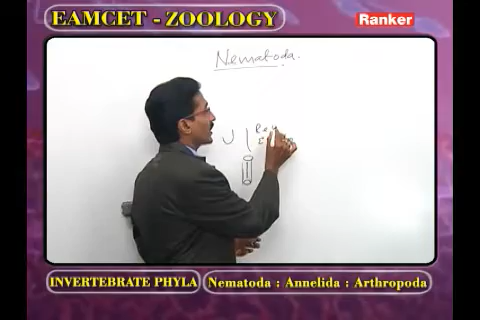 EAMCET - ZOOLOGY
Ranker
Nematoda.
INVERTEBRATE PHYLA
Nematoda : Annelida : Arthropoda